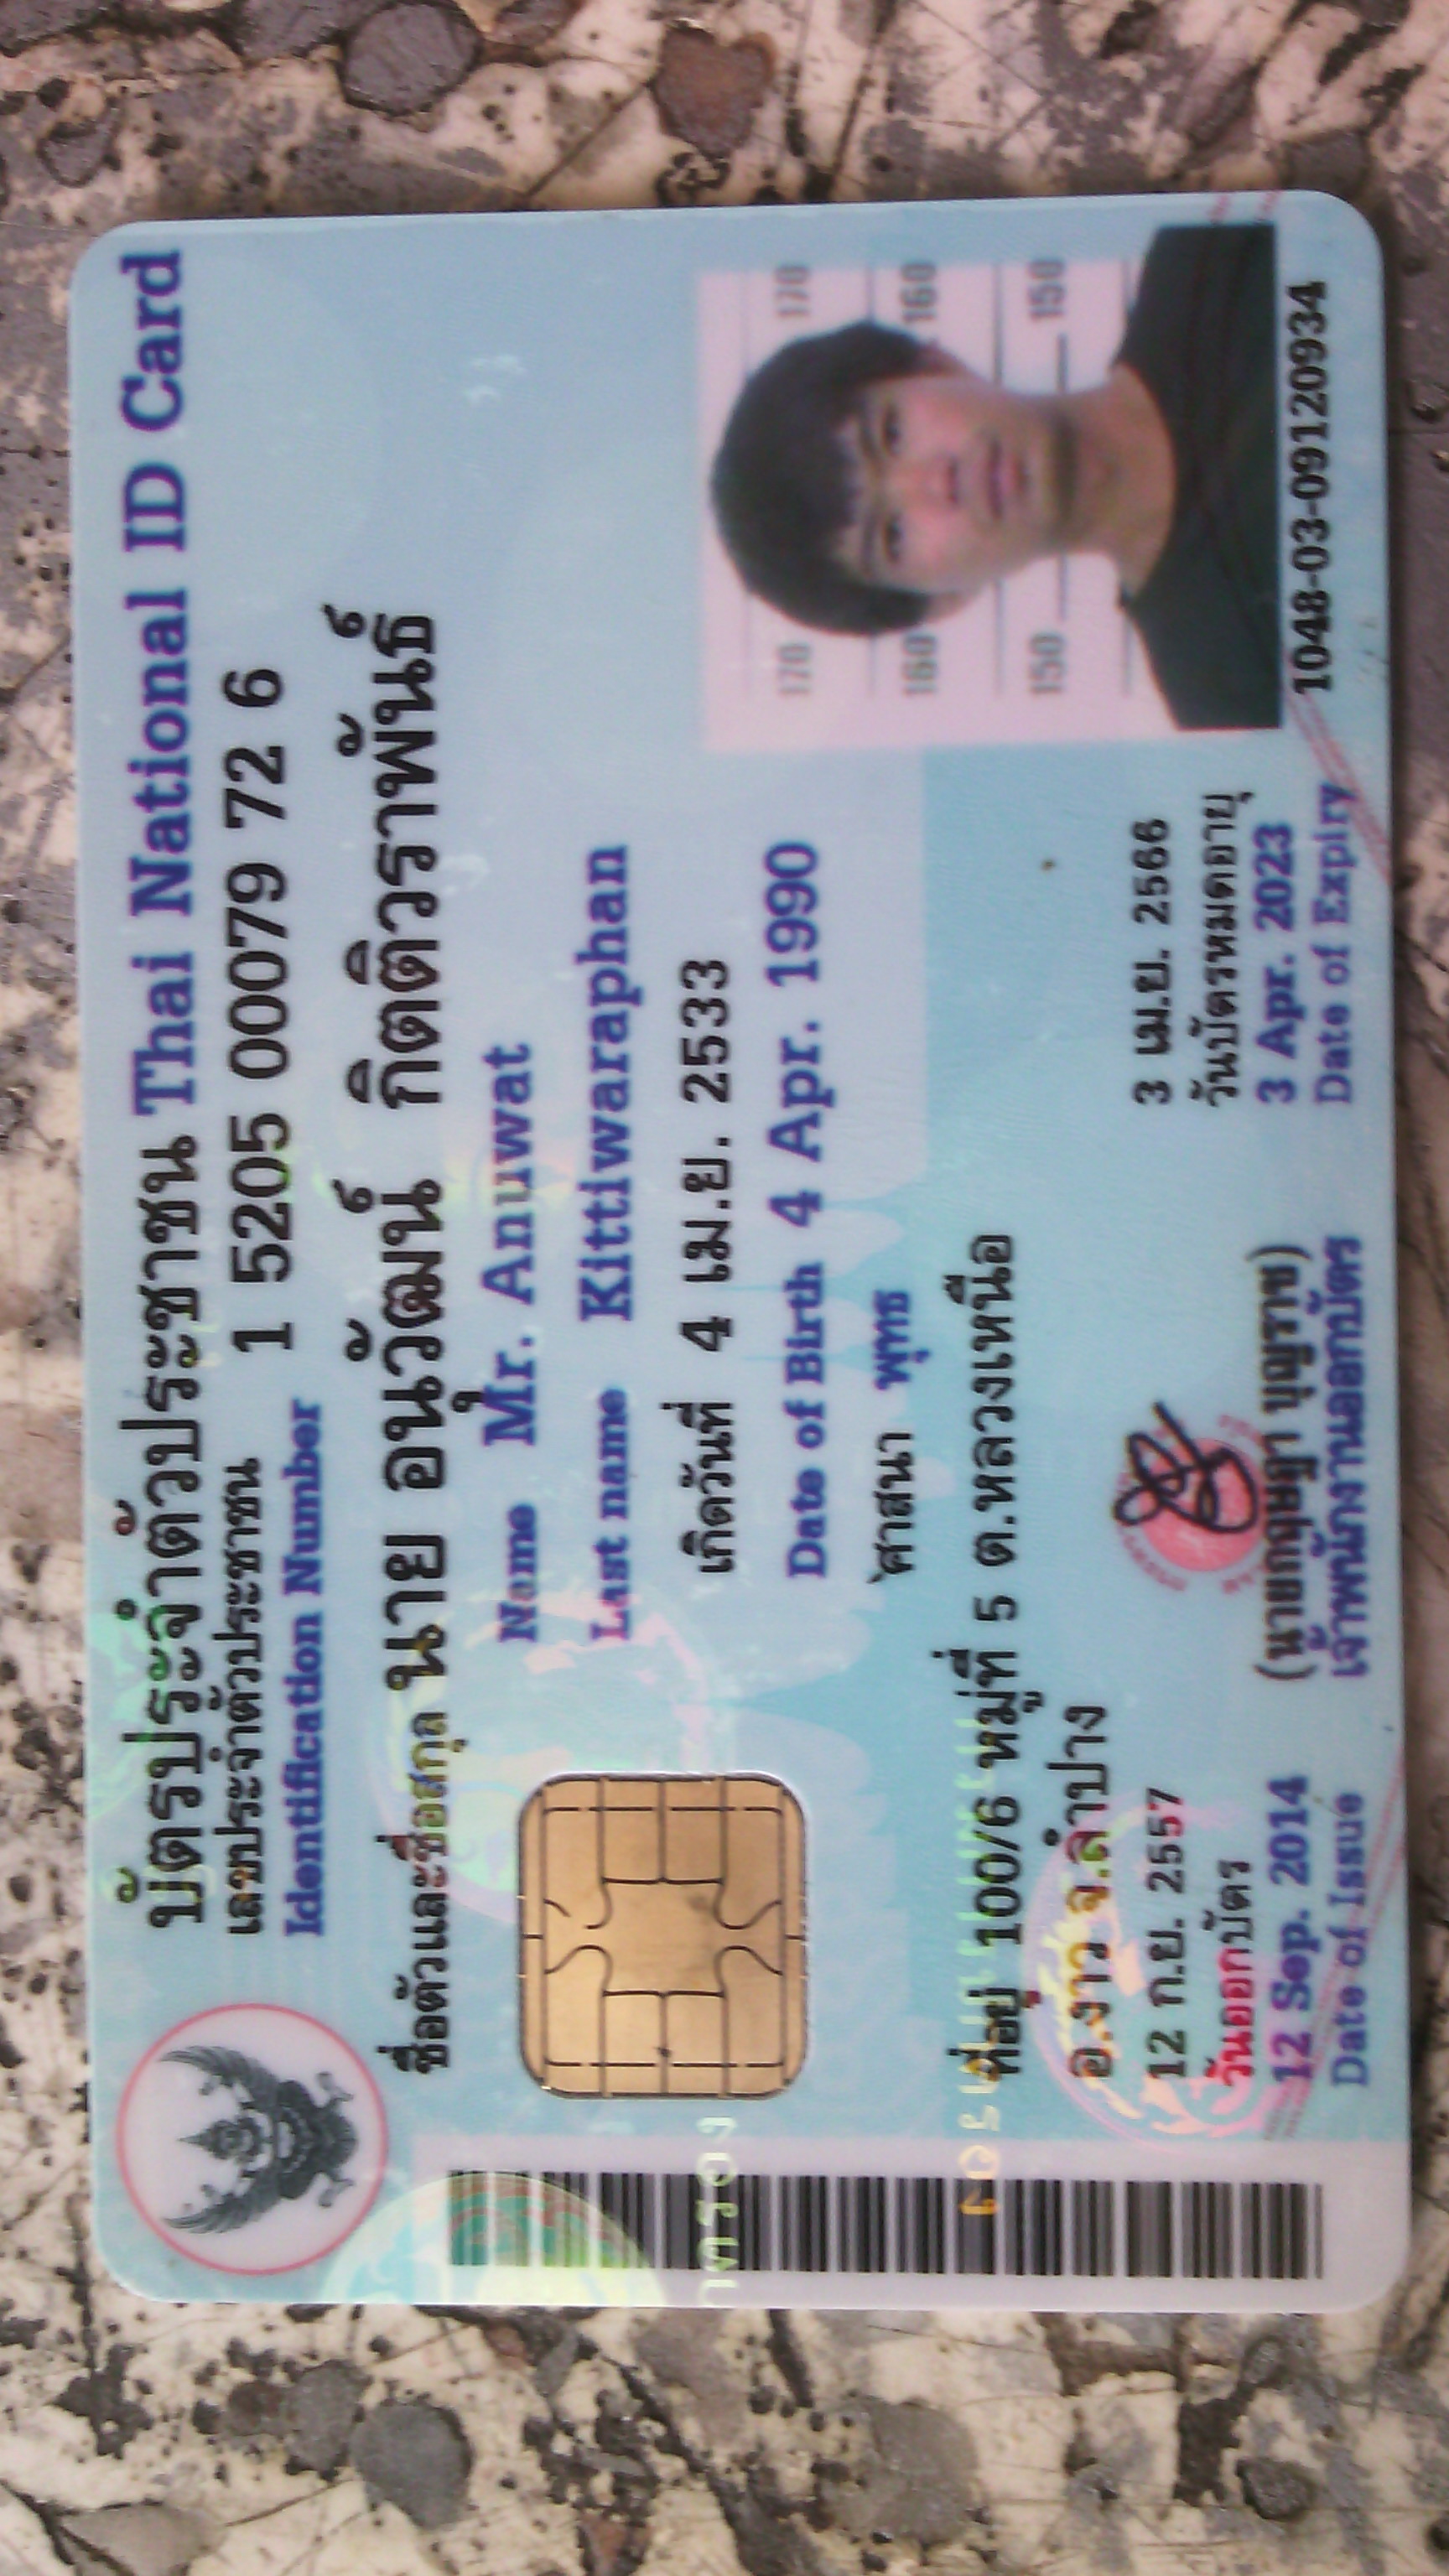 บัตรประจำตัวประชาชน Thai National ID Card
เลขประจำตัวประชาชน 1 5205 00079 72 6
Identification Number
ชื่อตัวและชื่อสกุล นาย อนุวัฒน์ กิตติวราพันธ์
Name Mr. Anuwat
Last name Kittiwaraphan
เกิดวันที่ 4 เม.ย. 2533
Date of Birth 4 Apr. 1990
ศาสนา พุทธ
ที่อยู่ 100/6 หมู่ที่ 5 ต.หลวงเหนือ
อ.งาว จ.ลำปาง
12 ก.ย. 2557
วันออกบัตร
12 Sep. 2014
Date of Issue
(นายกฤษฎา บุญราช)
เจ้าพนักงานออกบัตร
3 เม.ย. 2566
วันบัตรหมดอายุ
3 Apr. 2023
Date of Expiry
170 170
160 160
150 150
1048-03-09120934